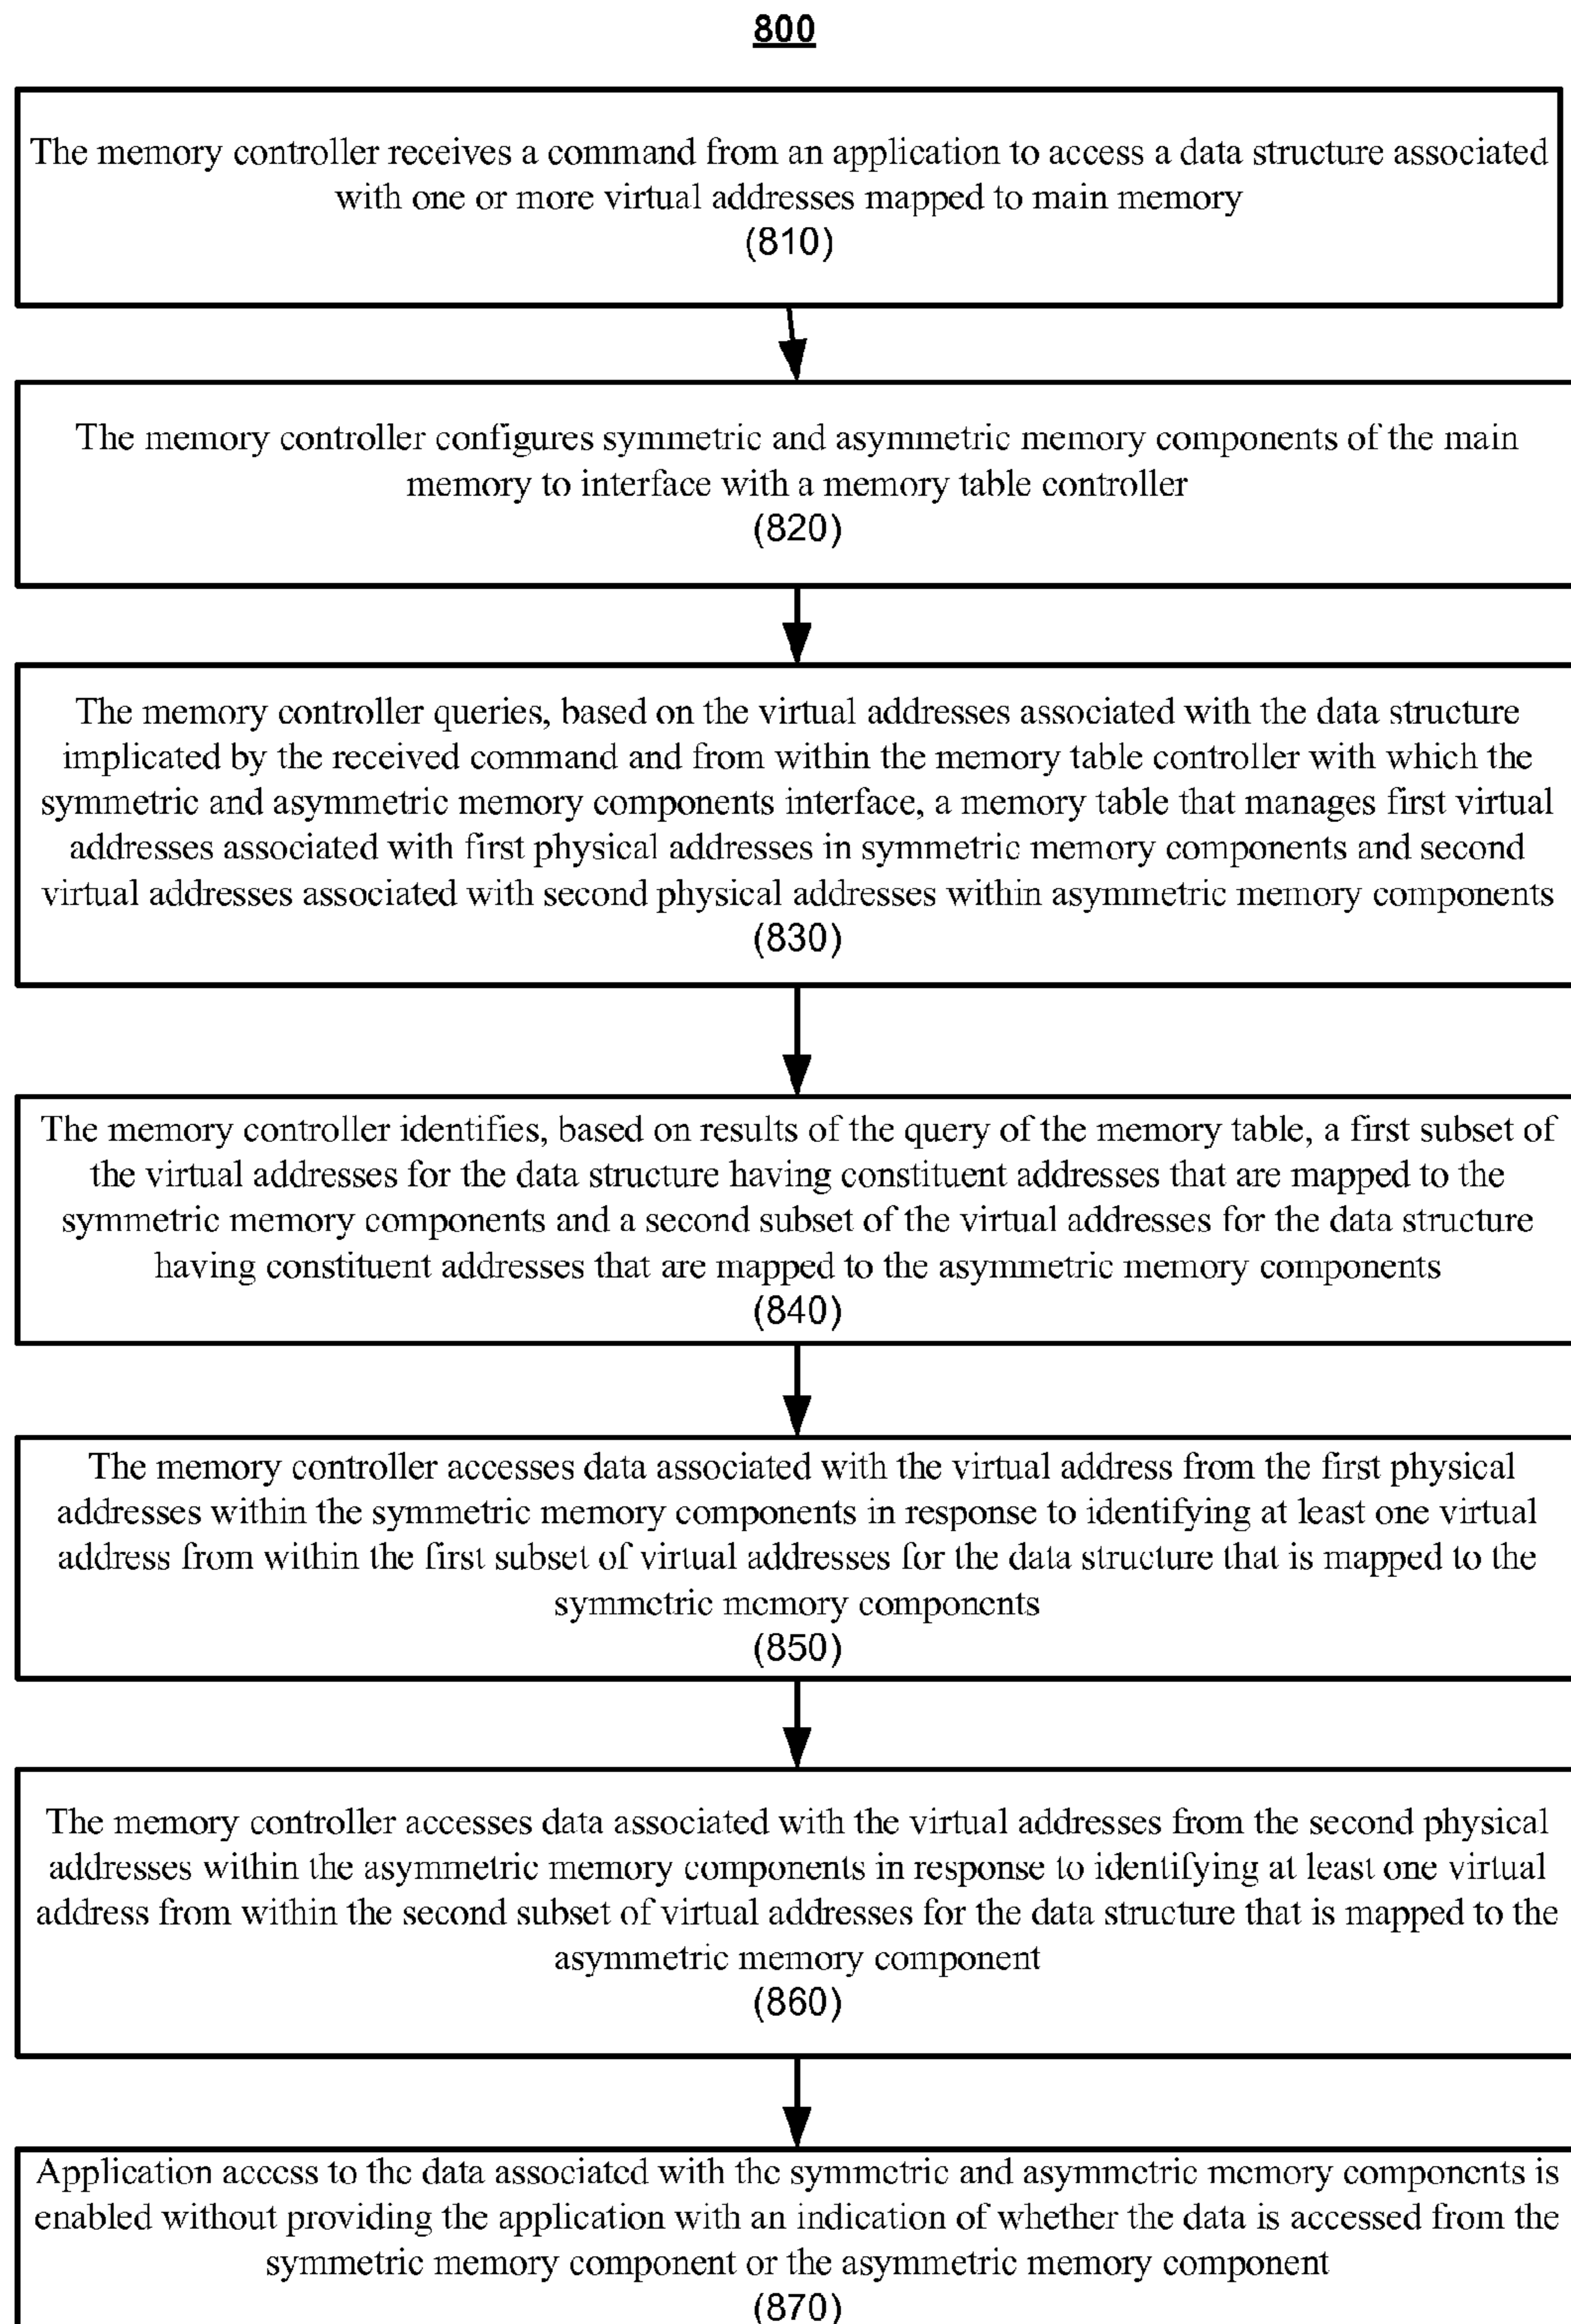 800
The memory controller receives a command from an application to access a data structure associated
with one or more virtual addresses mapped to main memory
(810)
The memory controller configures symmetric and asymmetric memory components of the main
memory to interface with a memory table controller
(820)
The memory controller queries, based on the virtual addresses associated with the data structure
implicated by the received command and from within the memory table controller with which the
symmetric and asymmetric memory components interface, a memory table that manages first virtual
addresses associated with first physical addresses in symmetric memory components and second
virtual addresses associated with second physical addresses within asymmetric memory components
(830)
The memory controller identifies, based on results of the query of the memory table, a first subset of
the virtual addresses for the data structure having constituent addresses that are mapped to the
symmetric memory components and a second subset of the virtual addresses for the data structure
having constituent addresses that are mapped to the asymmetric memory components
(840)
The memory controller accesses data associated with the virtual address from the first physical
addresses within the symmetric memory components in response to identifying at least one virtual
address from within the first subset of virtual addresses for the data structure that is mapped to the
symmetric memory components
(850)
The memory controller accesses data associated with the virtual addresses from the second physical
addresses within the asymmetric memory components in response to identifying at least one virtual
address from within the second subset of virtual addresses for the data structure that is mapped to the
asymmetric memory component
(860)
Application access to the data associated with the symmetric and asymmetric memory components is
enabled without providing the application with an indication of whether the data is accessed from the
symmetric memory component or the asymmetric memory component
(870)